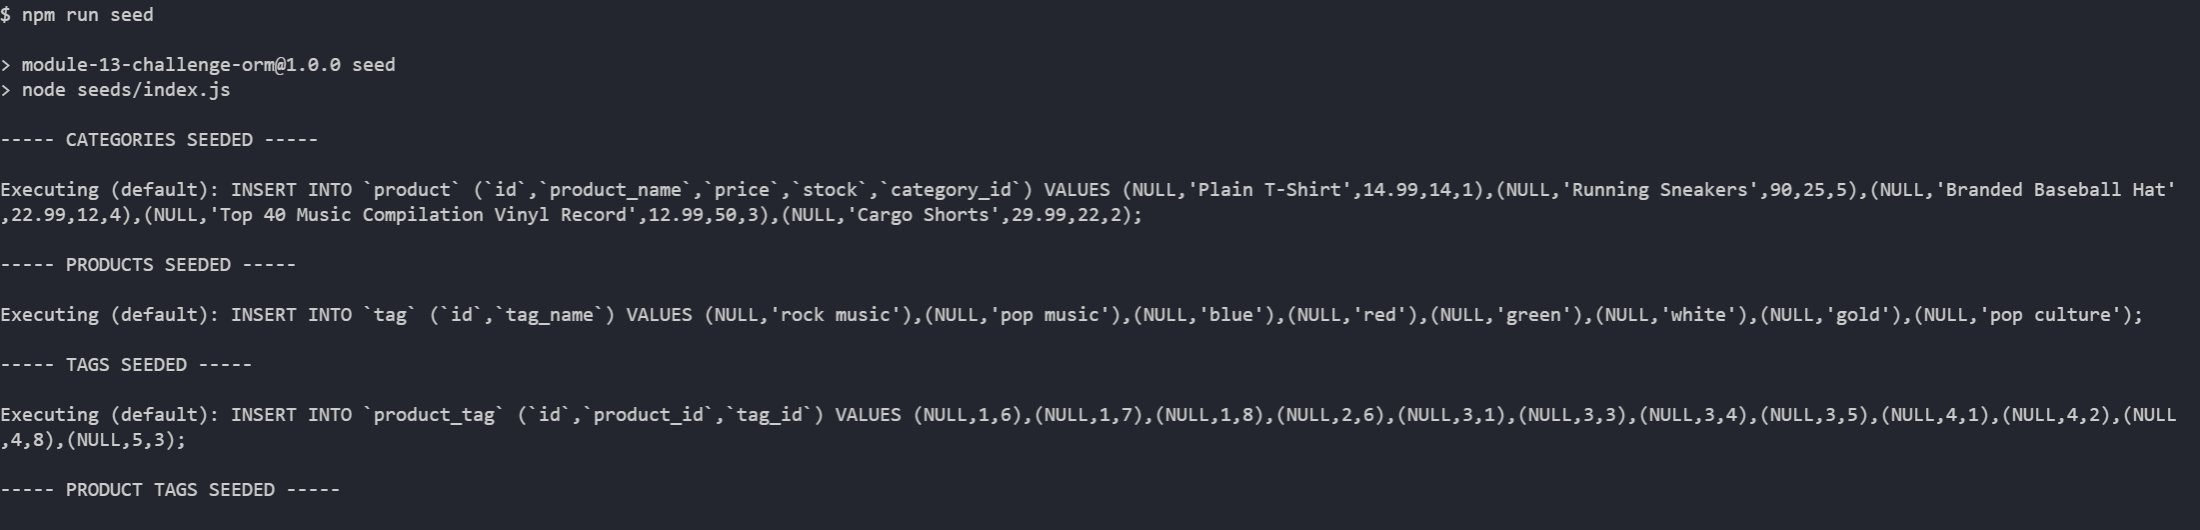 $ npm run seed
> module-13-challenge-orm@1.0.0 seed
> node seeds/index.js
----- CATEGORIES SEEDED -----
Executing (default): INSERT INTO `product` (`id`,`product_name`,`price`,`stock`,`category_id`) VALUES (NULL,'Plain T-Shirt',14.99,14,1),(NULL,'Running Sneakers',90,25,5),(NULL,'Branded Baseball Hat'
,22.99,12,4),(NULL,'Top 40 Music Compilation Vinyl Record',12.99,50,3),(NULL,'Cargo Shorts',29.99,22,2);
----- PRODUCTS SEEDED -----
Executing (default): INSERT INTO `tag` (`id`,`tag_name`) VALUES (NULL,'rock music'),(NULL,'pop music'),(NULL,'blue'),(NULL,'red'),(NULL,'green'),(NULL,'white'),(NULL,'gold'),(NULL,'pop culture');
----- TAGS SEEDED -----
Executing (default): INSERT INTO `product_tag` (`id`,`product_id`,`tag_id`) VALUES (NULL,1,6),(NULL,1,7),(NULL,1,8),(NULL,2,6),(NULL,3,1),(NULL,3,3),(NULL,3,4),(NULL,3,5),(NULL,4,1),(NULL,4,2),(NULL
,4,8),(NULL,5,3);
----- PRODUCT TAGS SEEDED -----